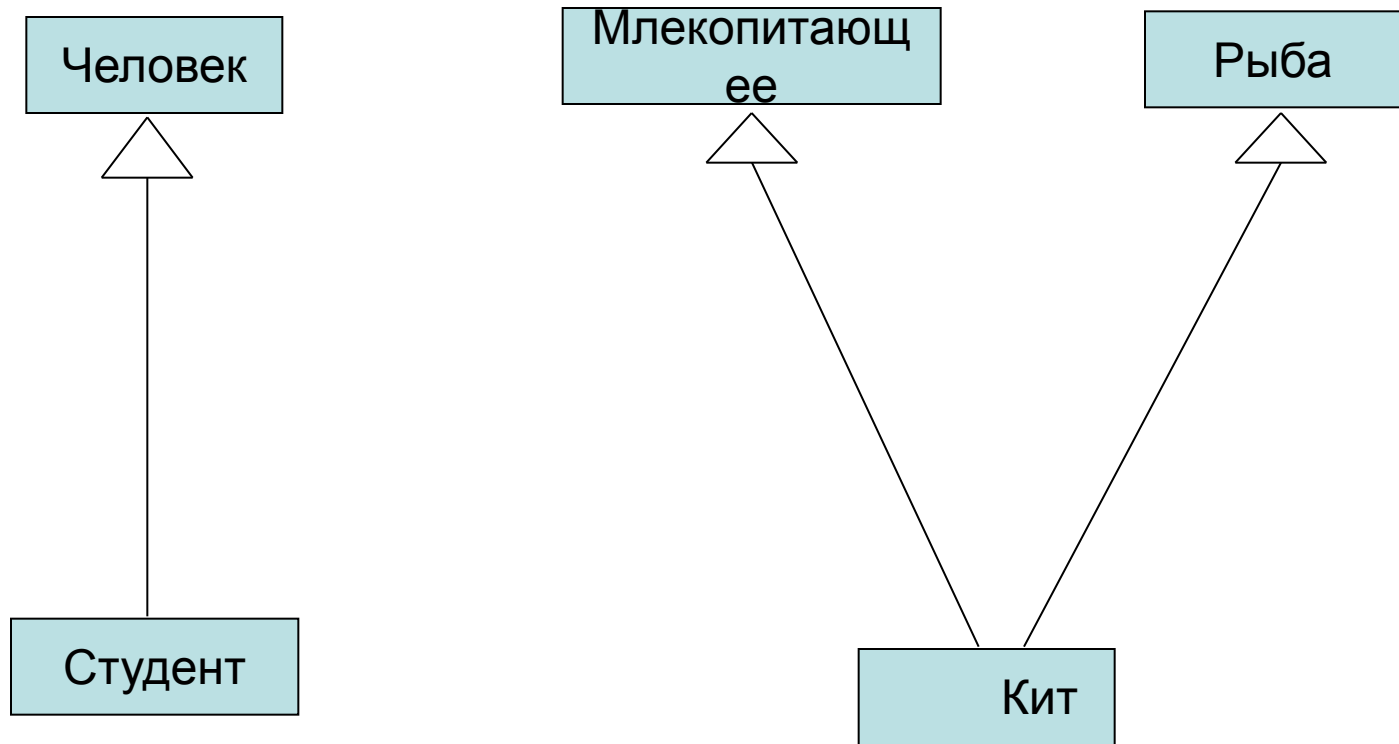 Человек
Млекопитающ
ее
Рыба
Студент
Кит